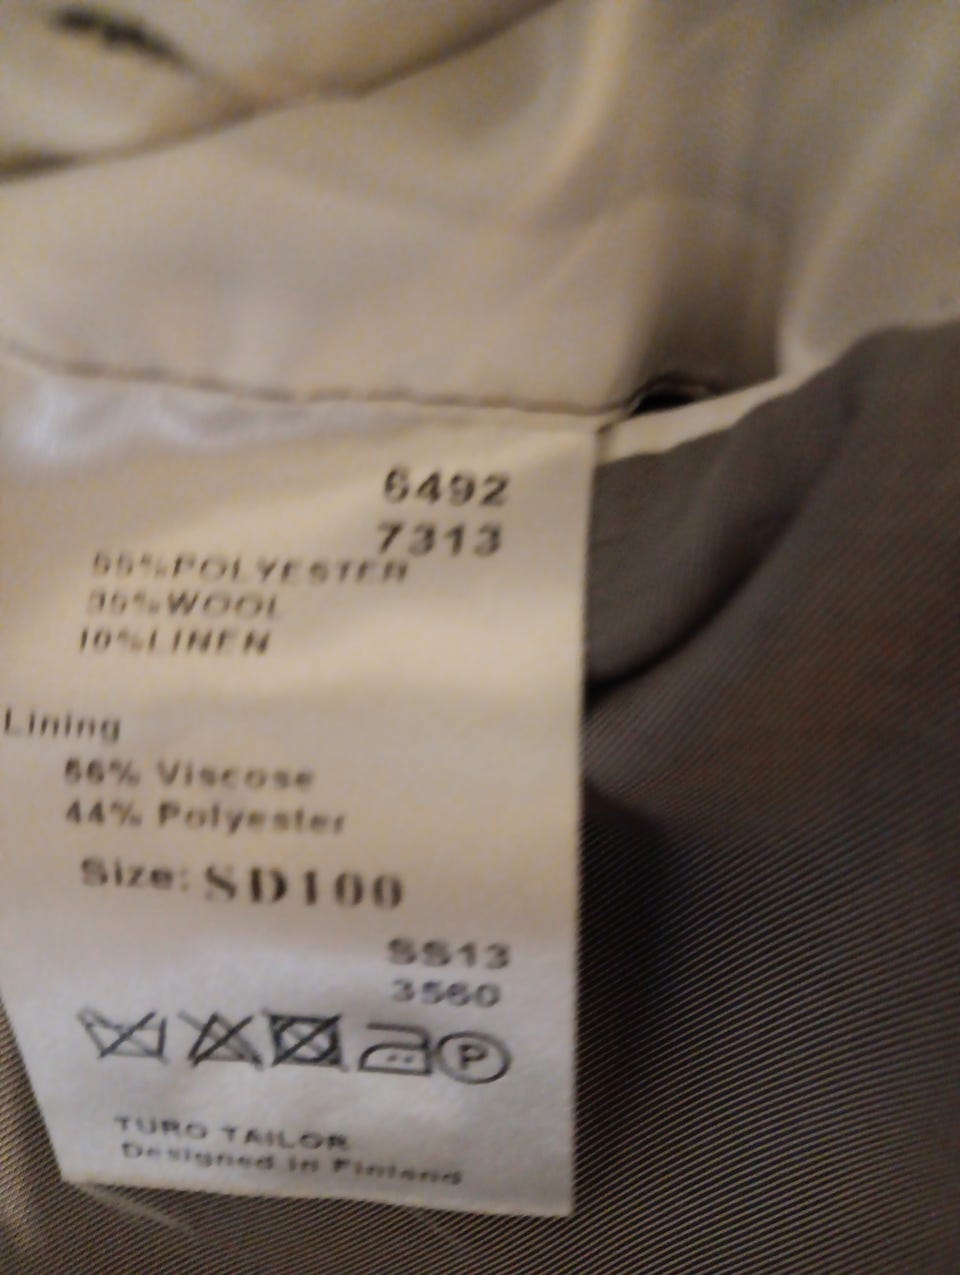 6492
7313
55%POLYESTER
35%WOOL
10%LINEN
Lining
56% Viscose
44% Polyester
Size: SD100
SS13
3560
P
TURO TAILOR
Designed in Finland